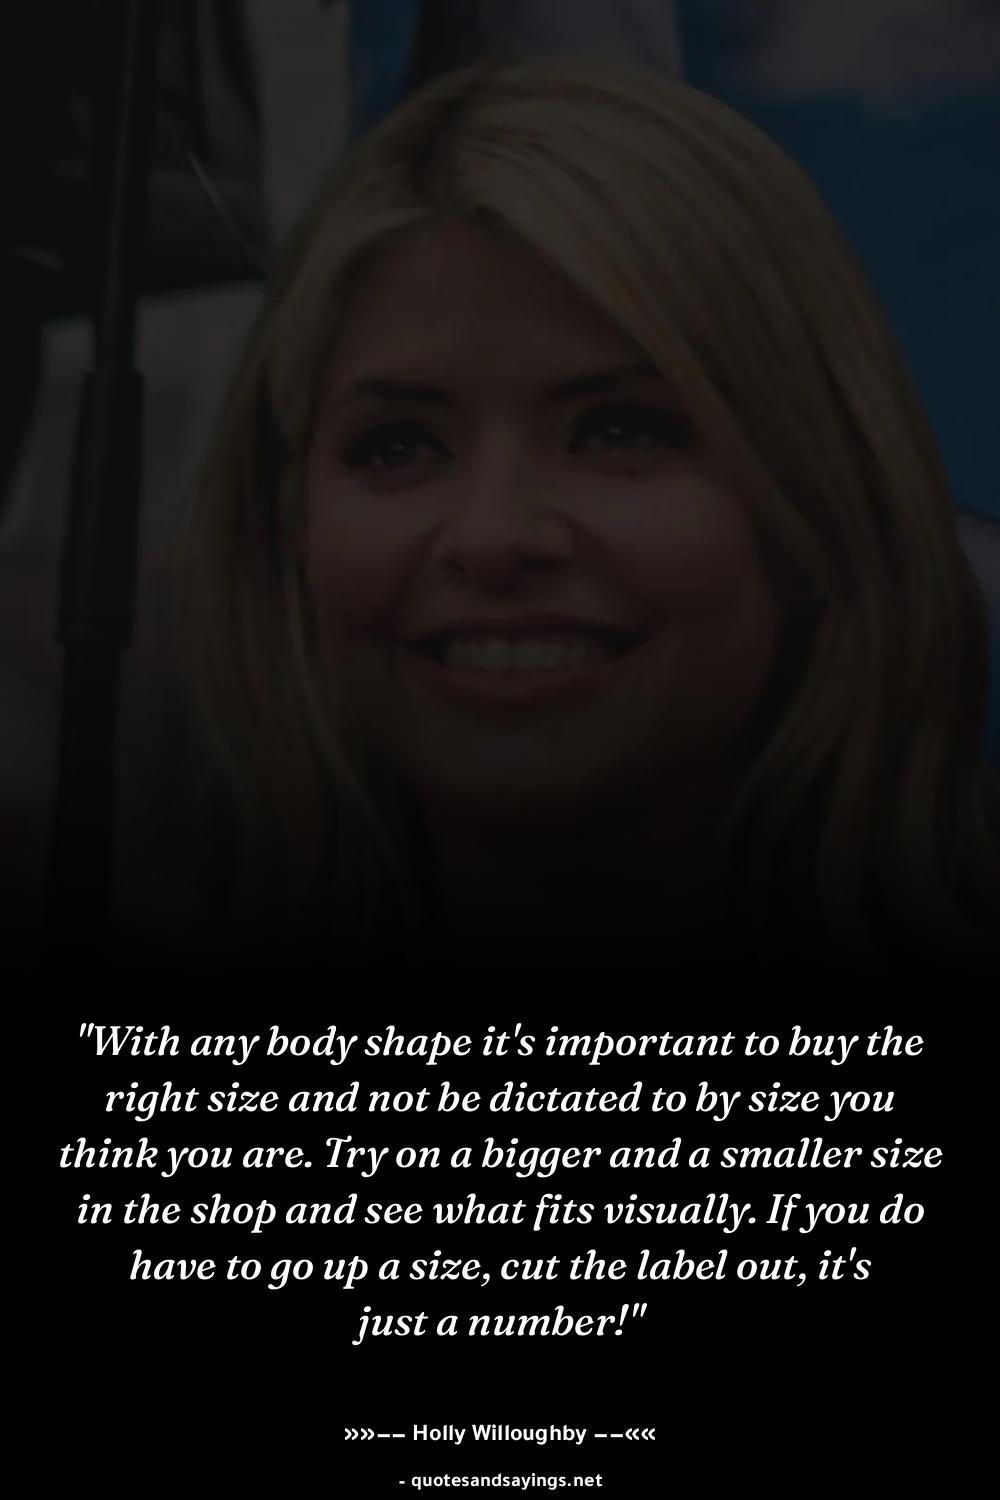 "With any body shape it's important to buy the
right size and not be dictated to by size you
think you are. Try on a bigger and a smaller size
in the shop and see what fits visually. If you do
have to go up a size, cut the label out, it's
just a number!"
»»−− Holly Willoughby −−««
- quotesandsayings.net